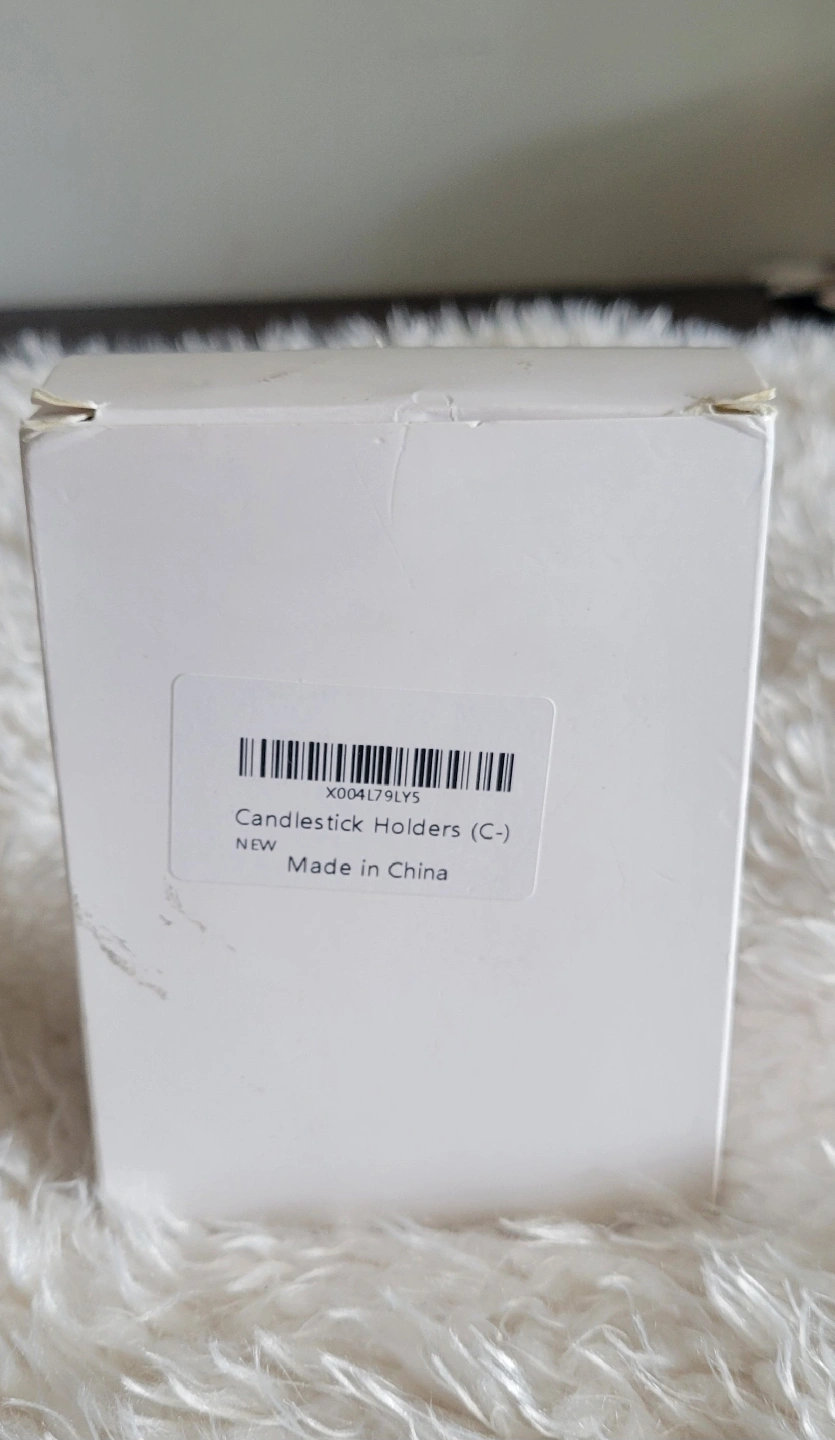 X004L79LY5
Candlestick Holders (C-)
NEW
Made in China